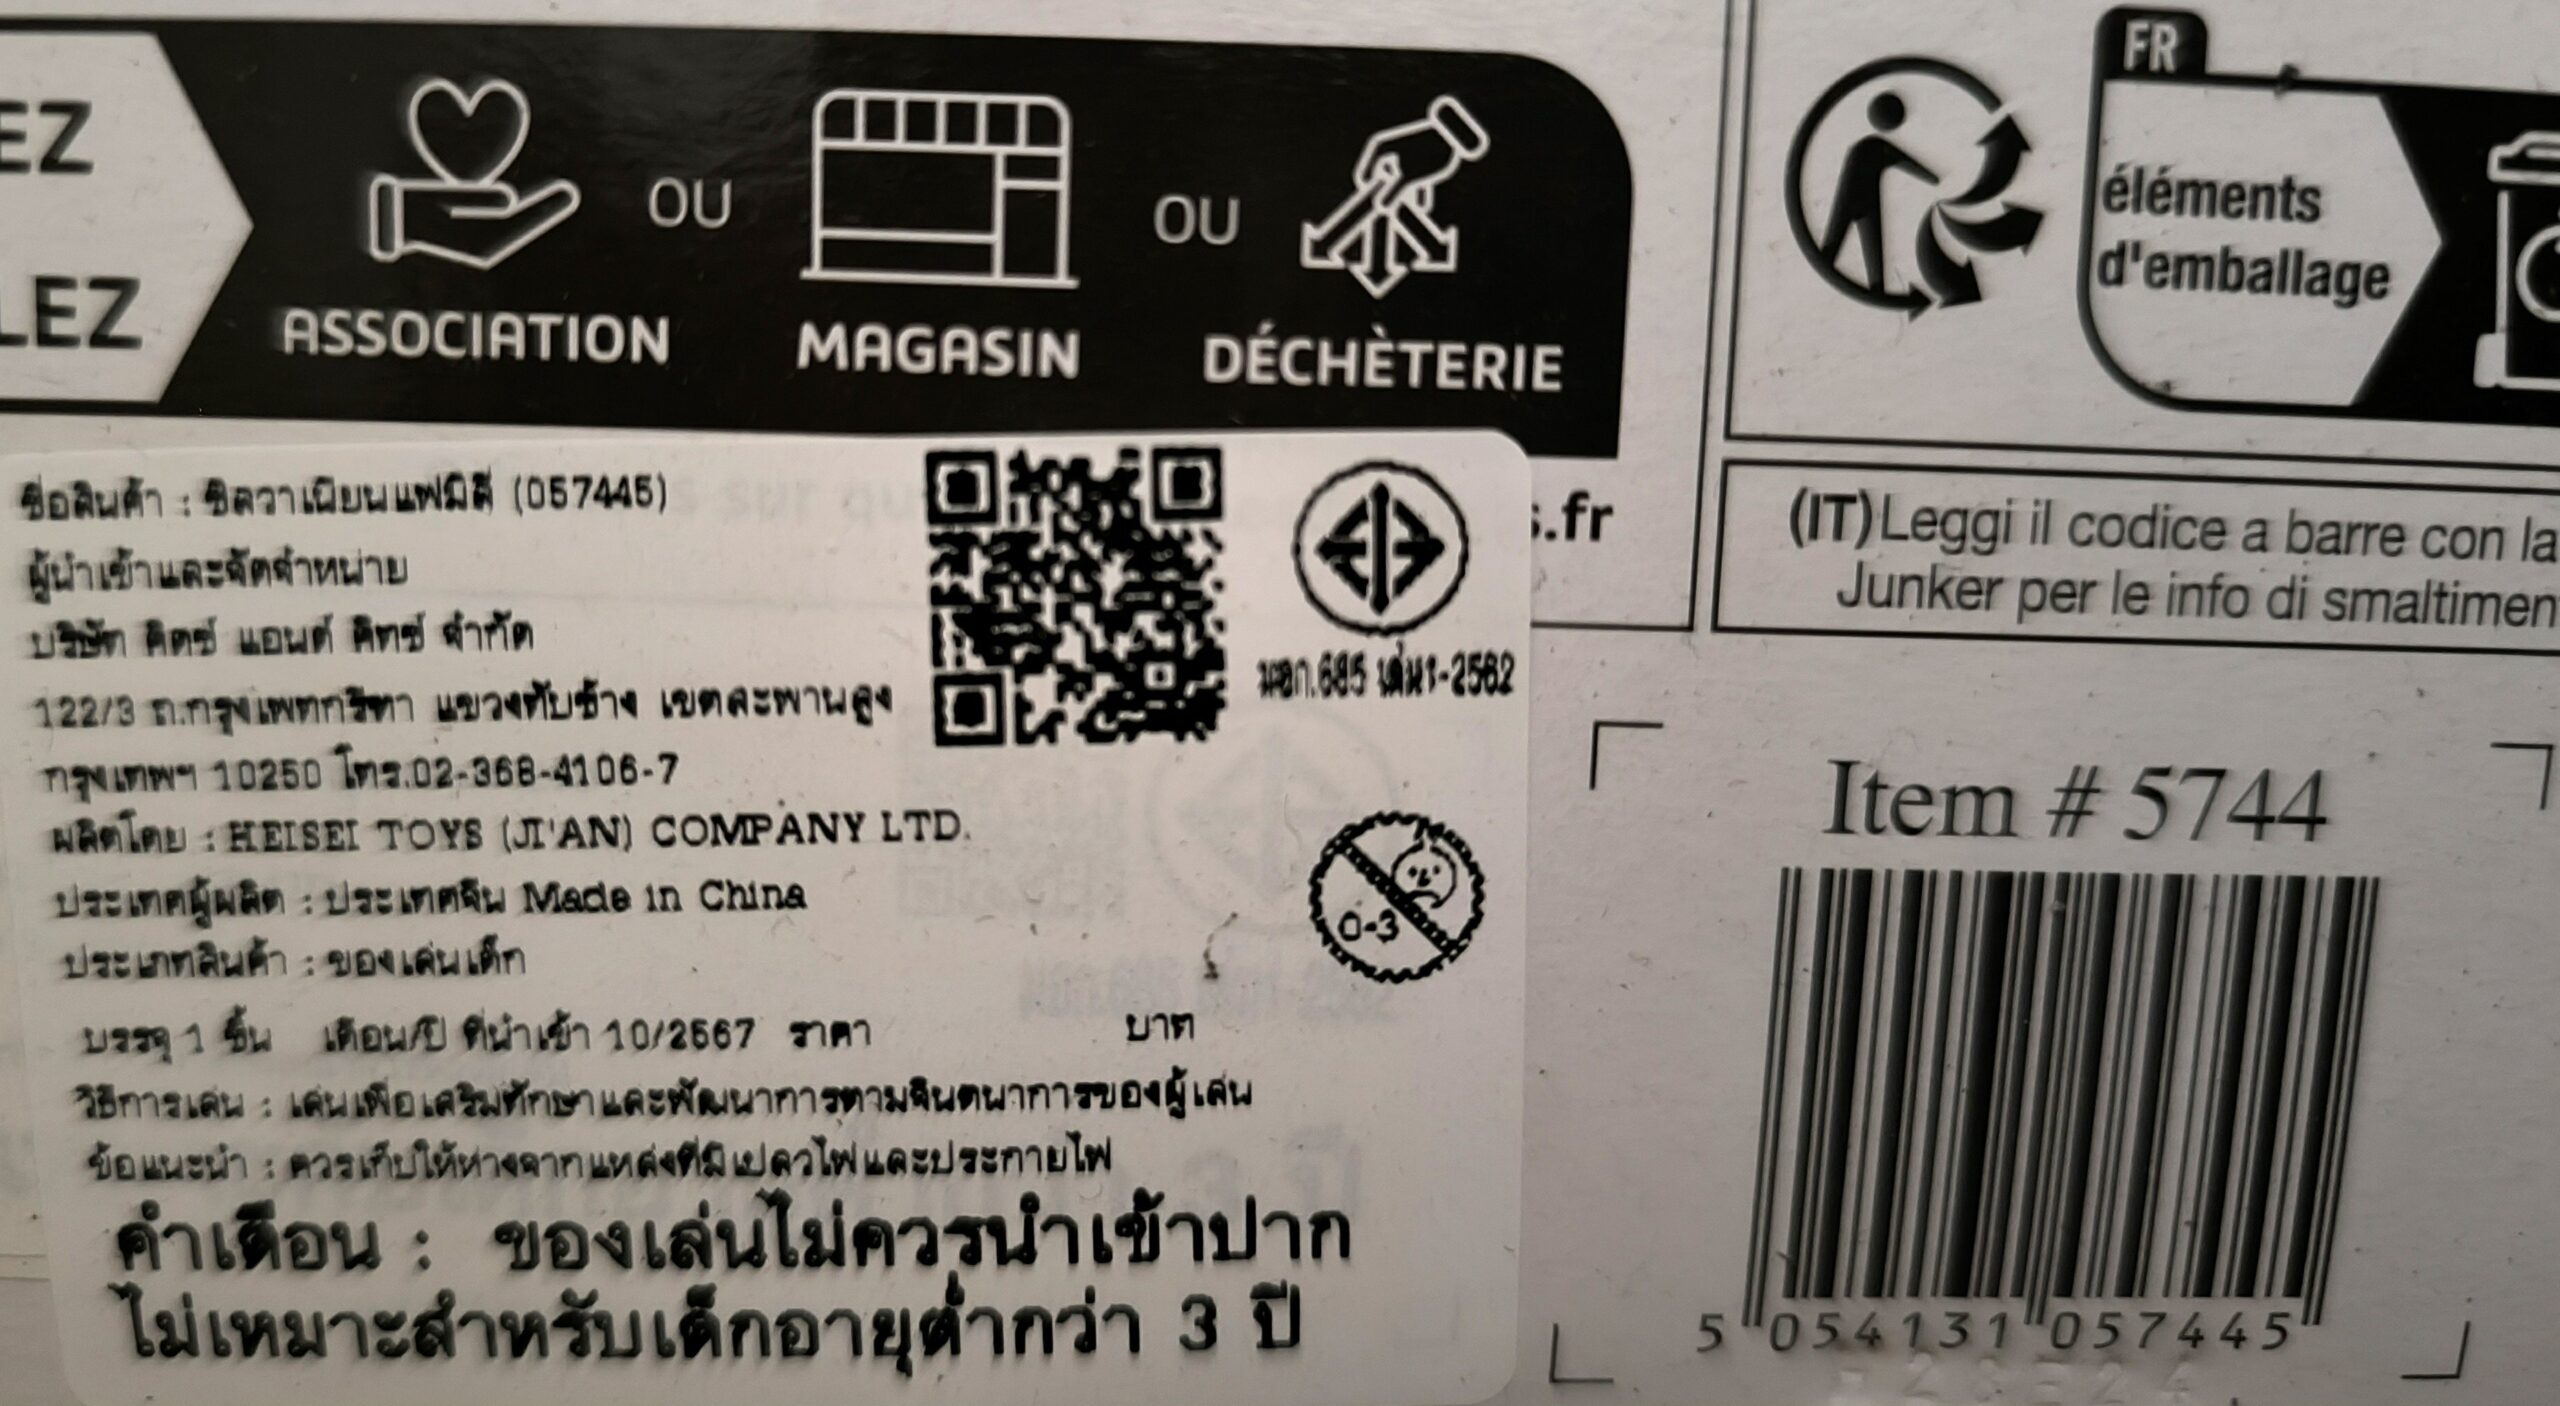 EZ
LEZ
OU
OU
ASSOCIATION
MAGASIN
DÉCHÈTERIE
FR
éléments
d'emballage
s.fr
(IT)Leggi il codice a barre con la
Junker per le info di smaltimen
ชื่อสินค้า : ซิลวาเนียนแฟมิลี่ (057445)
ผู้นำเข้าและจัดจำหน่าย
บริษัท คิดซ์ แอนด์ คิทซ์ จำกัด
122/3 ถ.กรุงเทพกรีฑา แขวงทับช้าง เขตสะพานสูง
กรุงเทพฯ 10250 โทร.02-368-4106-7
ผลิตโดย : HEISEI TOYS (JI'AN) COMPANY LTD.
ประเทศผู้ผลิต : ประเทศจีน Made in China
ประเภทสินค้า : ของเล่นเด็ก
บรรจุ 1 ชิ้น เดือน/ปี ที่นำเข้า 10/2567 ราคา บาท
วิธีการเล่น : เล่นเพื่อเสริมทักษะและพัฒนาการตามจินตนาการของผู้เล่น
ข้อแนะนำ : ควรเก็บให้ห่างจากแหล่งที่มีเปลวไฟและประกายไฟ
คำเตือน : ของเล่นไม่ควรนำเข้าปาก
ไม่เหมาะสำหรับเด็กอายุต่ำกว่า 3 ปี
มอก.685 เล่ม1-2562
0-3
Item # 5744
5 054131 057445